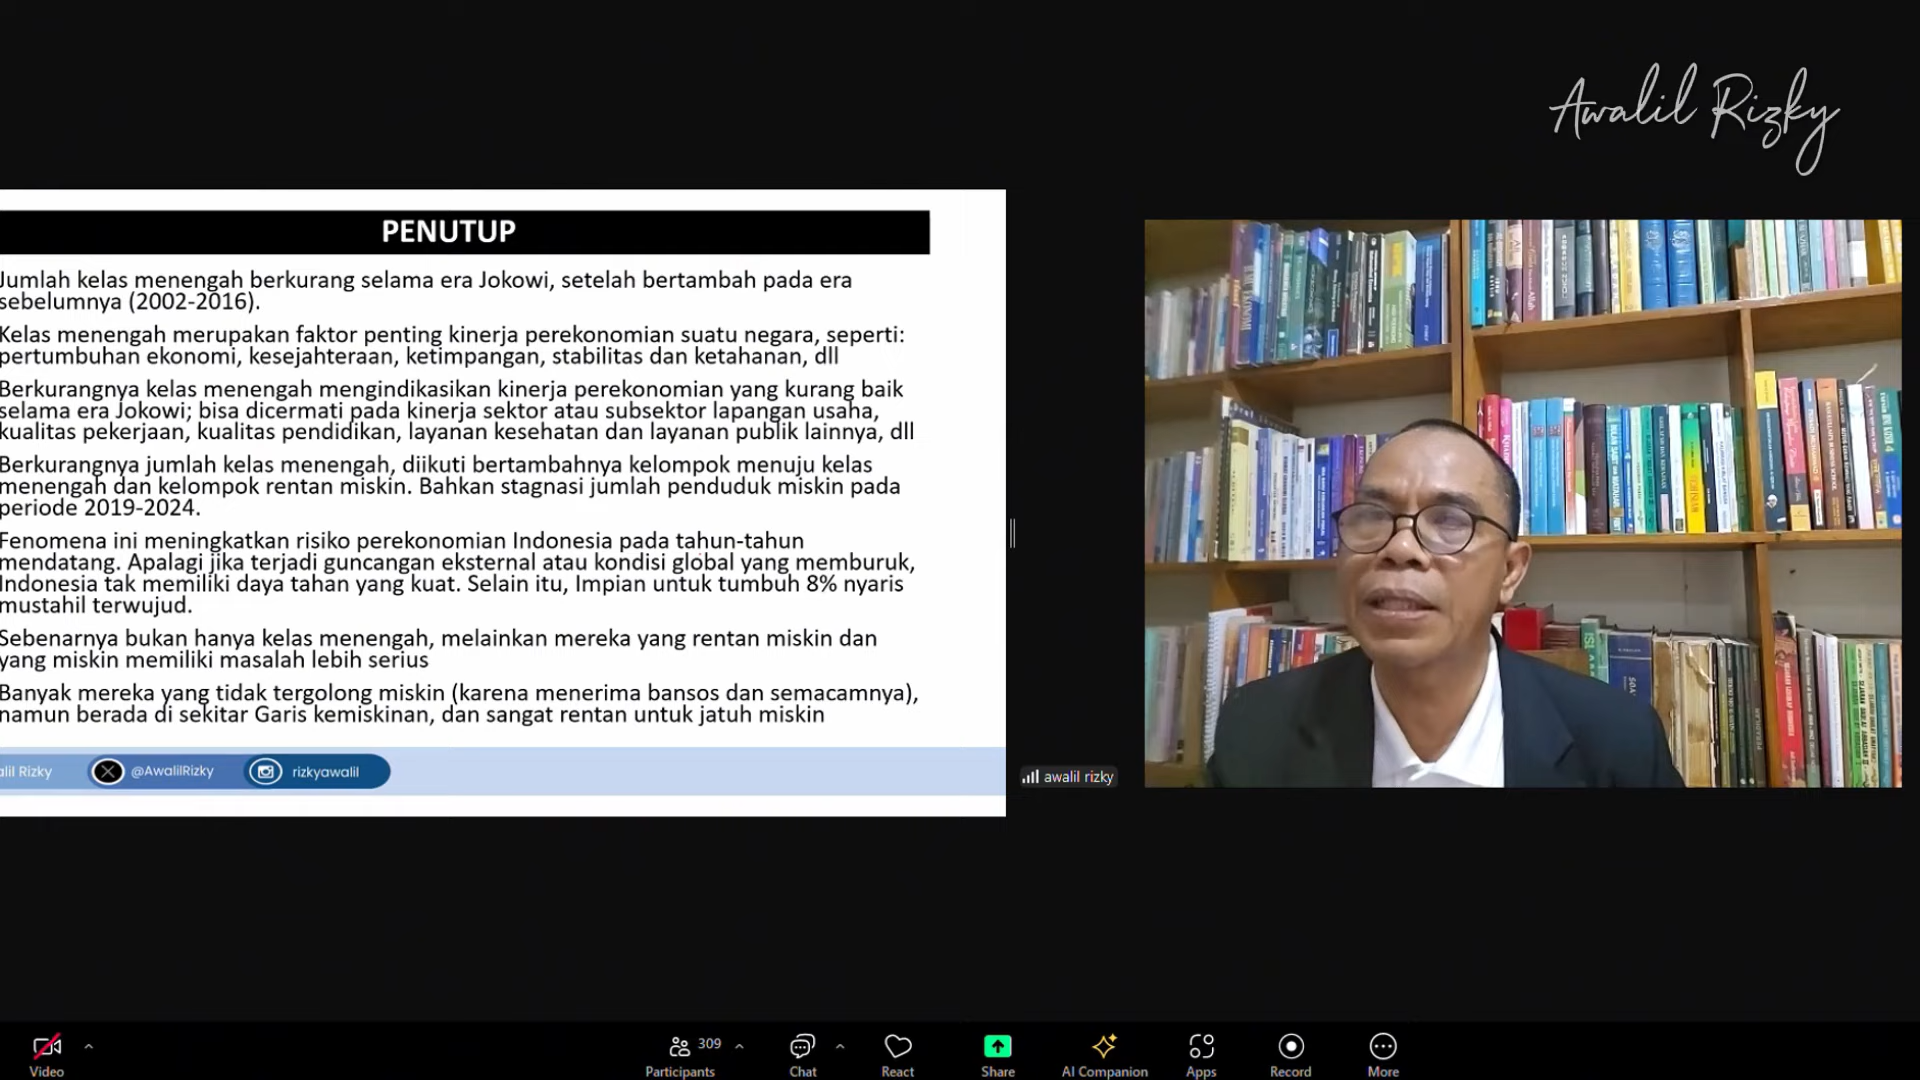 Awalil Rizky
PENUTUP
Jumlah kelas menengah berkurang selama era Jokowi, setelah bertambah pada era
sebelumnya (2002-2016).
Kelas menengah merupakan faktor penting kinerja perekonomian suatu negara, seperti:
pertumbuhan ekonomi, kesejahteraan, ketimpangan, stabilitas dan ketahanan, dll
Berkurangnya kelas menengah mengindikasikan kinerja perekonomian yang kurang baik
selama era Jokowi; bisa dicermati pada kinerja sektor atau subsektor lapangan usaha,
kualitas pekerjaan, kualitas pendidikan, layanan kesehatan dan layanan publik lainnya, dll
Berkurangnya jumlah kelas menengah, diikuti bertambahnya kelompok menuju kelas
menengah dan kelompok rentan miskin. Bahkan stagnasi jumlah penduduk miskin pada
periode 2019-2024.
Fenomena ini meningkatkan risiko perekonomian Indonesia pada tahun-tahun
mendatang. Apalagi jika terjadi guncangan eksternal atau kondisi global yang memburuk,
Indonesia tak memiliki daya tahan yang kuat. Selain itu, Impian untuk tumbuh 8% nyaris
mustahil terwujud.
Sebenarnya bukan hanya kelas menengah, melainkan mereka yang rentan miskin dan
yang miskin memiliki masalah lebih serius
Banyak mereka yang tidak tergolong miskin (karena menerima bansos dan semacamnya),
namun berada di sekitar Garis kemiskinan, dan sangat rentan untuk jatuh miskin
lil Rizky
@AwalilRizky
rizkyawalil
awalil rizky
Video
309
Participants
Chat
React
Share
AI Companion
Apps
Record
More